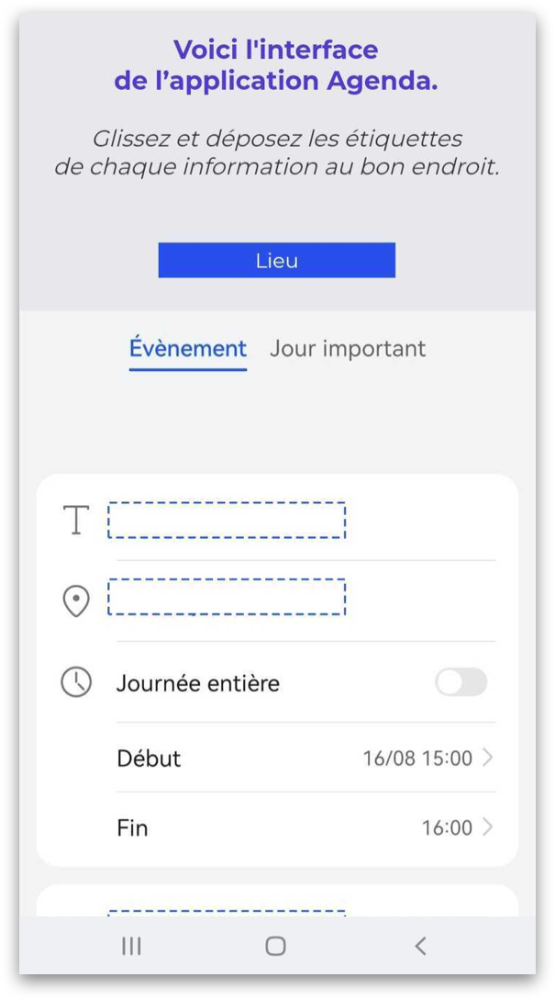 Voici l'interface
de l’application Agenda.
Glissez et déposez les étiquettes
de chaque information au bon endroit.
Lieu
Évènement Jour important
Journée entière
Début 16/08 15:00
Fin 16:00